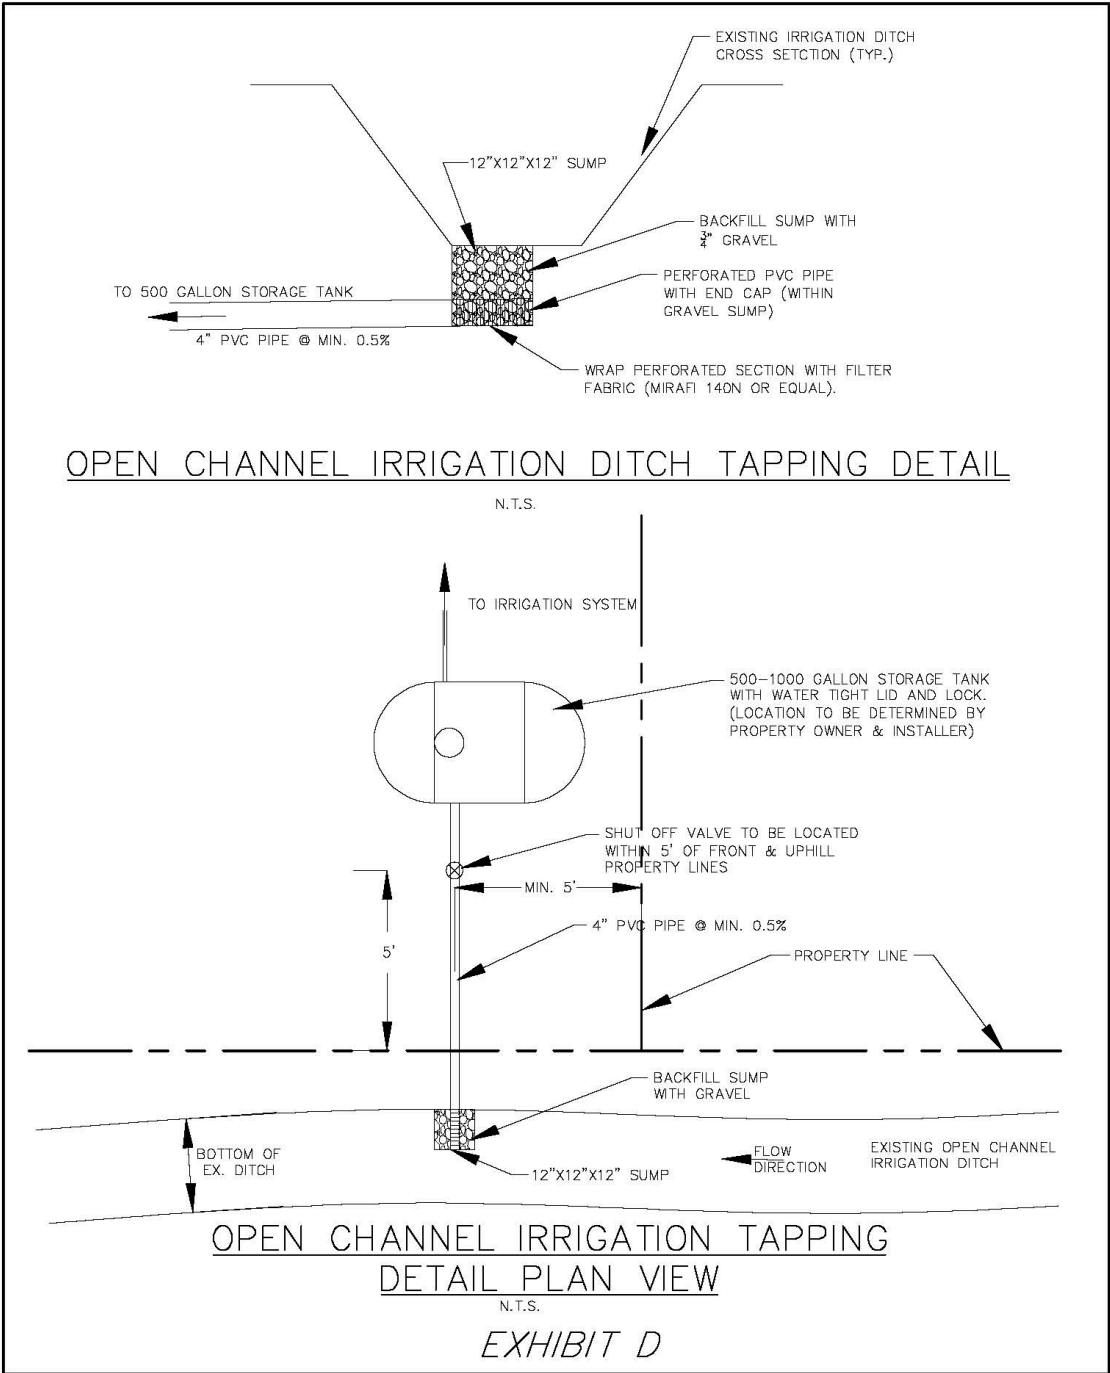 EXISTING IRRIGATION DITCH
CROSS SETCTION (TYP.)
12"X12"X12" SUMP
BACKFILL SUMP WITH
3/4" GRAVEL
PERFORATED PVC PIPE
WITH END CAP (WITHIN
GRAVEL SUMP)
TO 500 GALLON STORAGE TANK
4" PVC PIPE @ MIN. 0.5%
WRAP PERFORATED SECTION WITH FILTER
FABRIC (MIRAFI 140N OR EQUAL).
OPEN CHANNEL IRRIGATION DITCH TAPPING DETAIL
N.T.S.
TO IRRIGATION SYSTEM
500-1000 GALLON STORAGE TANK
WITH WATER TIGHT LID AND LOCK.
(LOCATION TO BE DETERMINED BY
PROPERTY OWNER & INSTALLER)
SHUT OFF VALVE TO BE LOCATED
WITHIN 5' OF FRONT & UPHILL
PROPERTY LINES
MIN. 5'
4" PVC PIPE @ MIN. 0.5%
5'
PROPERTY LINE
BACKFILL SUMP
WITH GRAVEL
BOTTOM OF
EX. DITCH
12"X12"X12" SUMP
FLOW
DIRECTION
EXISTING OPEN CHANNEL
IRRIGATION DITCH
OPEN CHANNEL IRRIGATION TAPPING
DETAIL PLAN VIEW
N.T.S.
EXHIBIT D